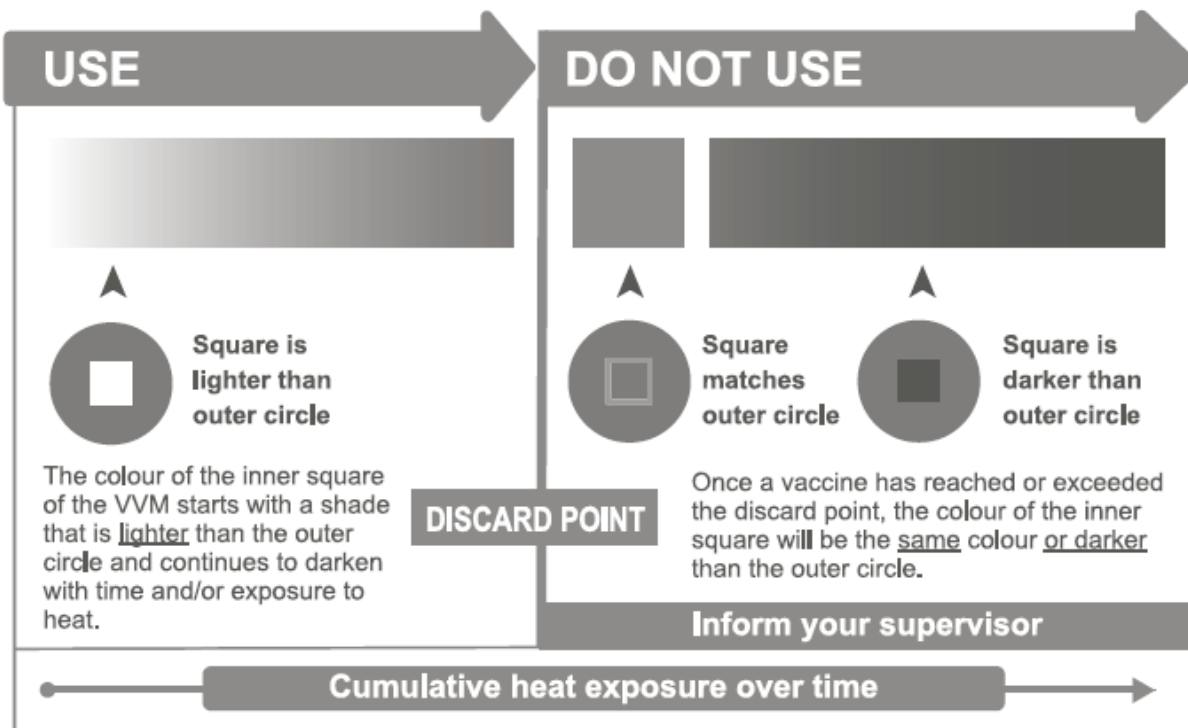 USE
DO NOT USE
Square is
lighter than
outer circle
Square
matches
outer circle
Square is
darker than
outer circle
The colour of the inner square
of the VVM starts with a shade
that is lighter than the outer
circle and continues to darken
with time and/or exposure to
heat.
DISCARD POINT
Once a vaccine has reached or exceeded
the discard point, the colour of the inner
square will be the same colour or darker
than the outer circle.
Inform your supervisor
Cumulative heat exposure over time